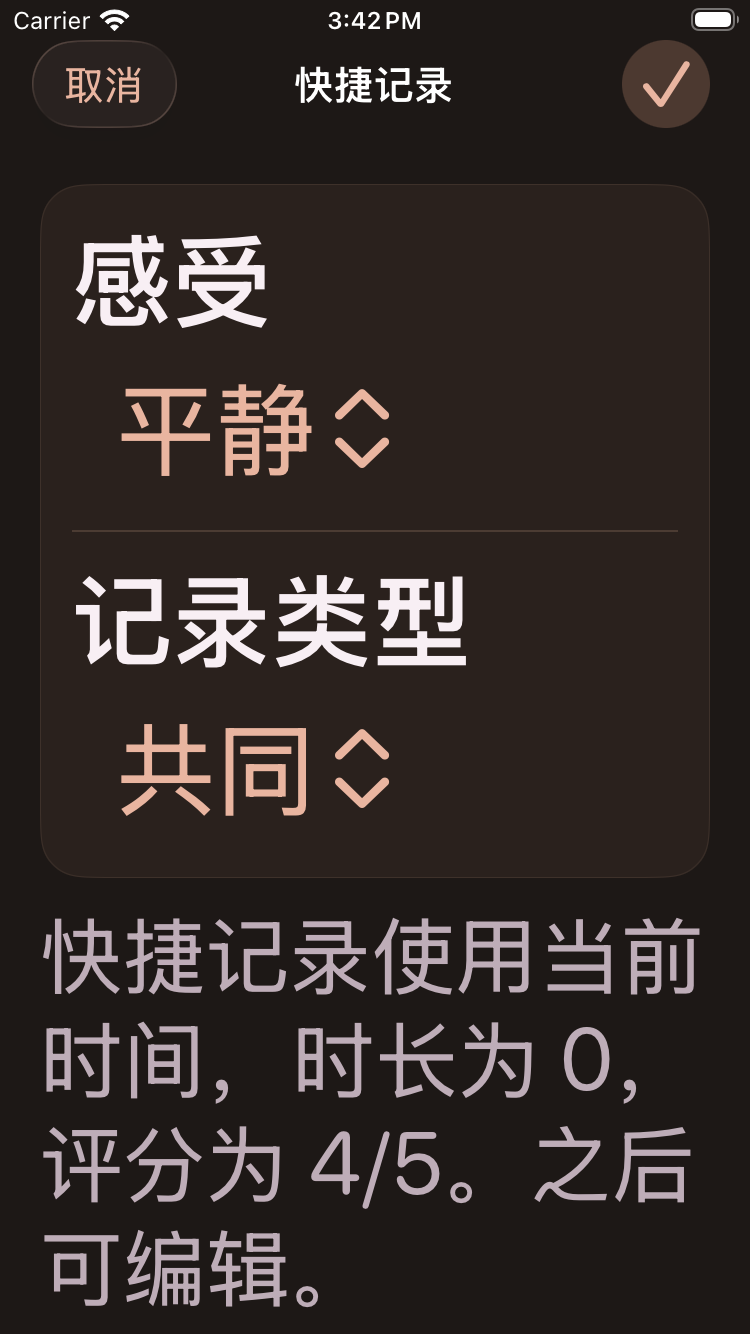 Carrier 3:42 PM
取消 快捷记录
感受
平静
记录类型
共同
快捷记录使用当前
时间，时长为 0，
评分为 4/5。之后
可编辑。